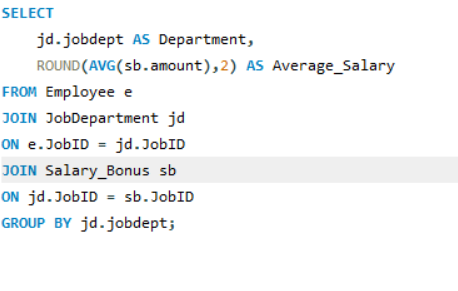 SELECT
jd.jobdept AS Department,
ROUND(AVG(sb.amount),2) AS Average_Salary
FROM Employee e
JOIN JobDepartment jd
ON e.JobID = jd.JobID
JOIN Salary_Bonus sb
ON jd.JobID = sb.JobID
GROUP BY jd.jobdept;